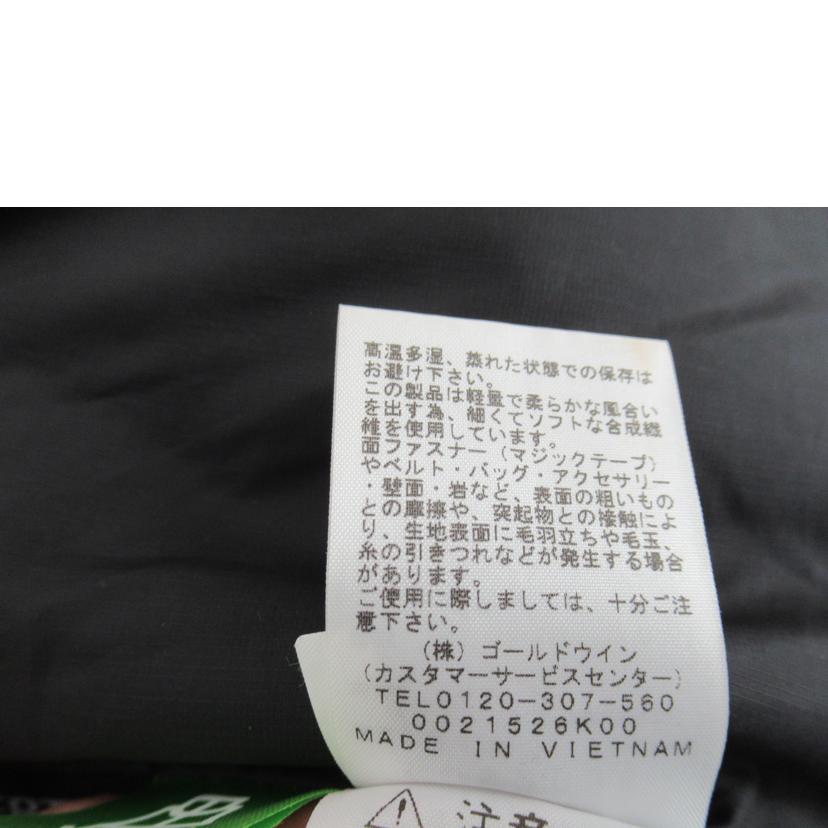 高温多湿、蒸れた状態での保存は
お避け下さい。
この製品は軽量で柔らかな風合い
を出す為、細くてソフトな合成繊
維を使用しています。
面ファスナー(マジックテープ)
やベルト・バッグ・アクセサリー
・壁面・岩など、表面の粗いもの
との摩擦や、突起物との接触によ
り、生地表面に毛羽立ちや毛玉、
糸の引きつれなどが発生する場合
があります。
ご使用に際しましては、十分ご注
意下さい。
(株)ゴールドウイン
(カスタマーサービスセンター)
TEL0120-307-560
0021526K00
MADE IN VIETNAM
注意